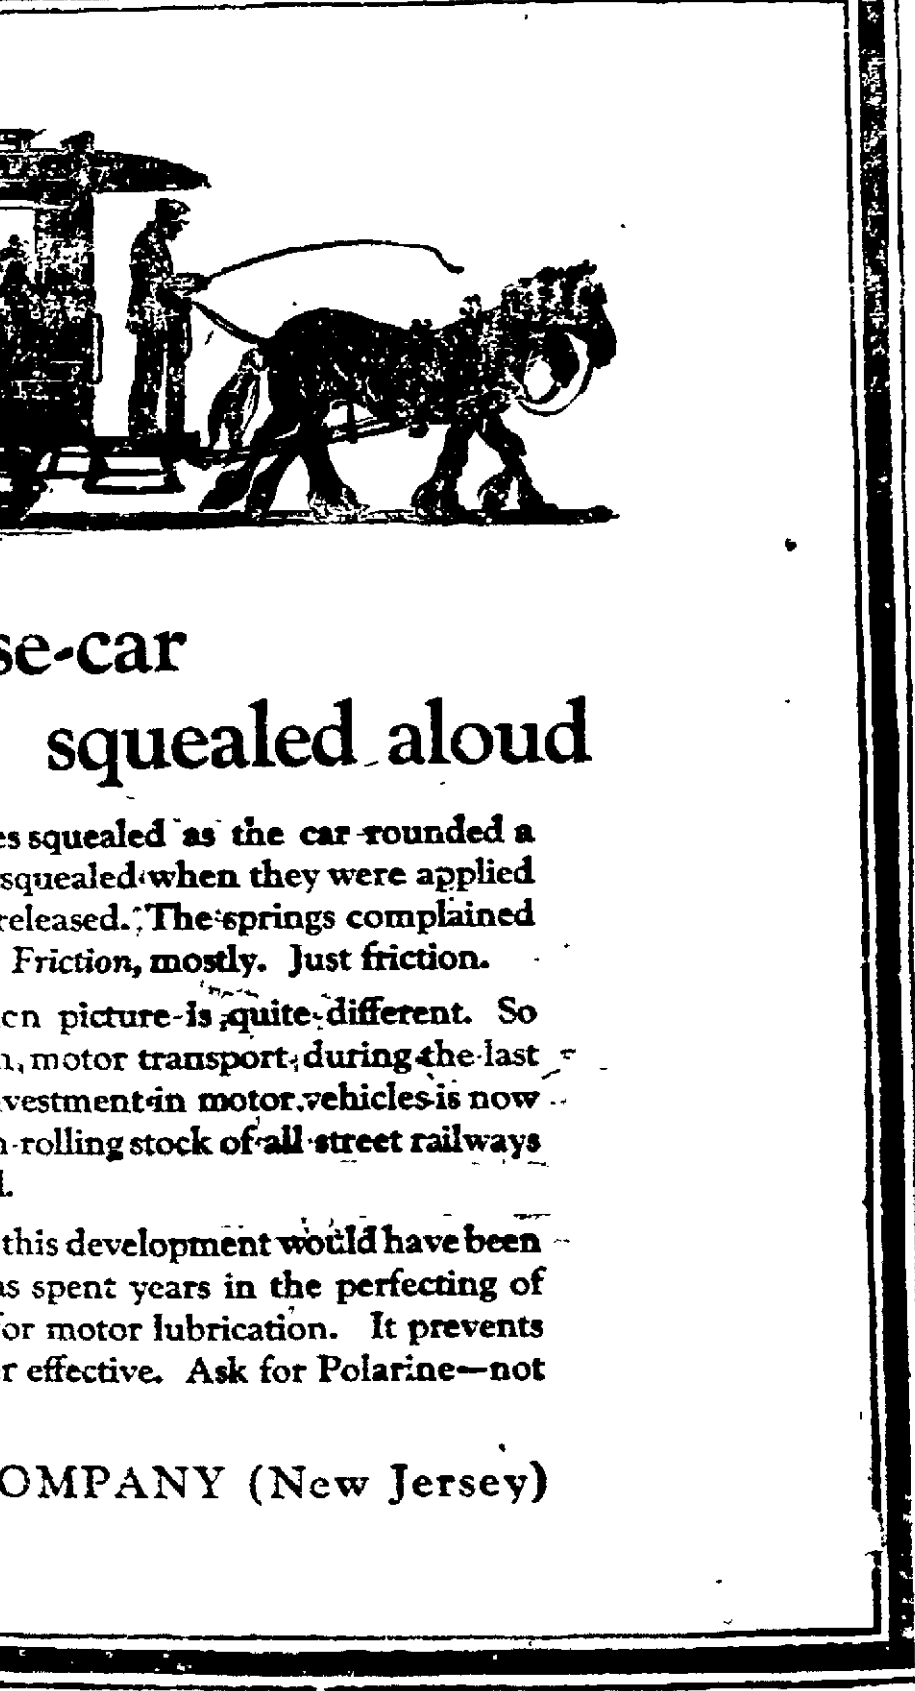 se-car
squealed aloud
es squealed as the car rounded a
squealed when they were applied
released. The springs complained
Friction, mostly. Just friction.
en picture is quite different. So
n, motor transport, during the last
vestment in motor vehicles is now
n rolling stock of all street railways
l.
this development would have been
as spent years in the perfecting of
for motor lubrication. It prevents
r effective. Ask for Polarine—not
OMPANY (New Jersey)